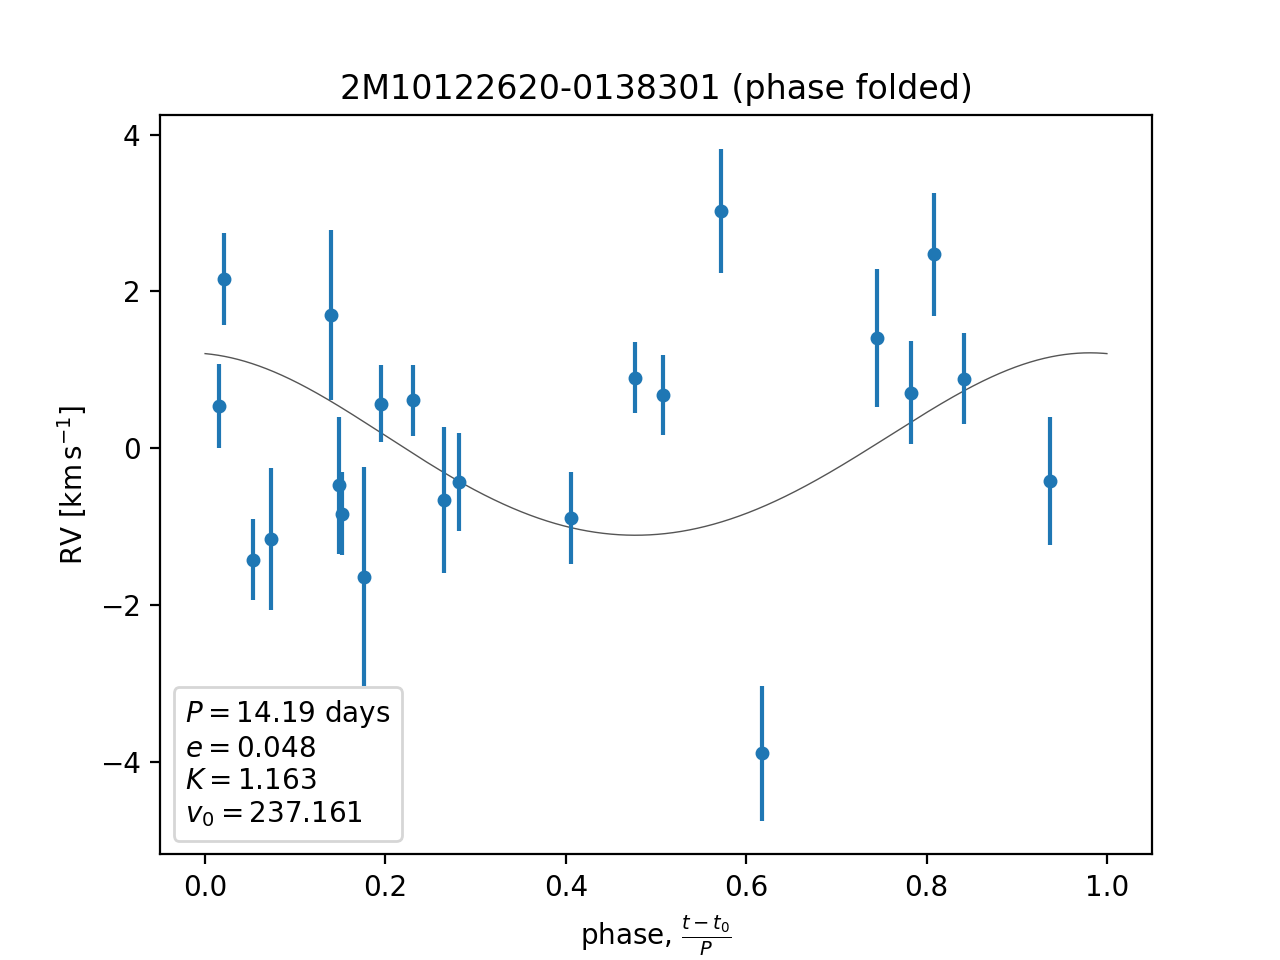 2M10122620-0138301 (phase folded)
4
2
0
−2
−4
RV [km s⁻¹]
P = 14.19 days
e = 0.048
K = 1.163
v₀ = 237.161
0.0 0.2 0.4 0.6 0.8 1.0
phase, (t − t₀)/P